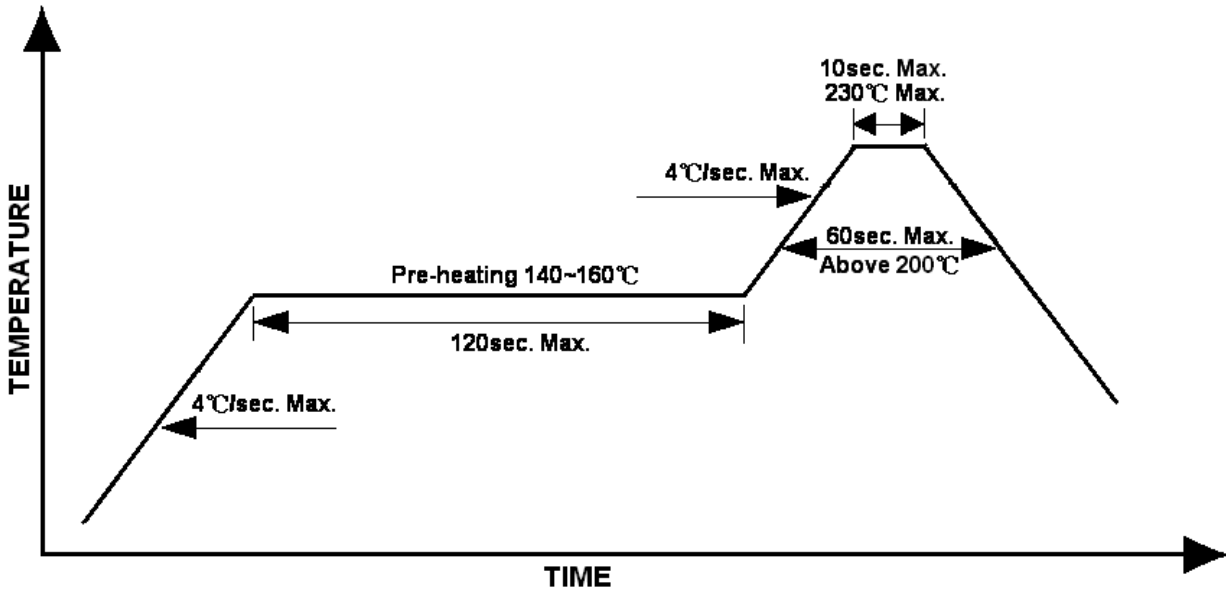 10sec. Max.
230℃ Max.
4℃/sec. Max.
60sec. Max.
Above 200℃
Pre-heating 140~160℃
120sec. Max.
4℃/sec. Max.
TEMPERATURE
TIME